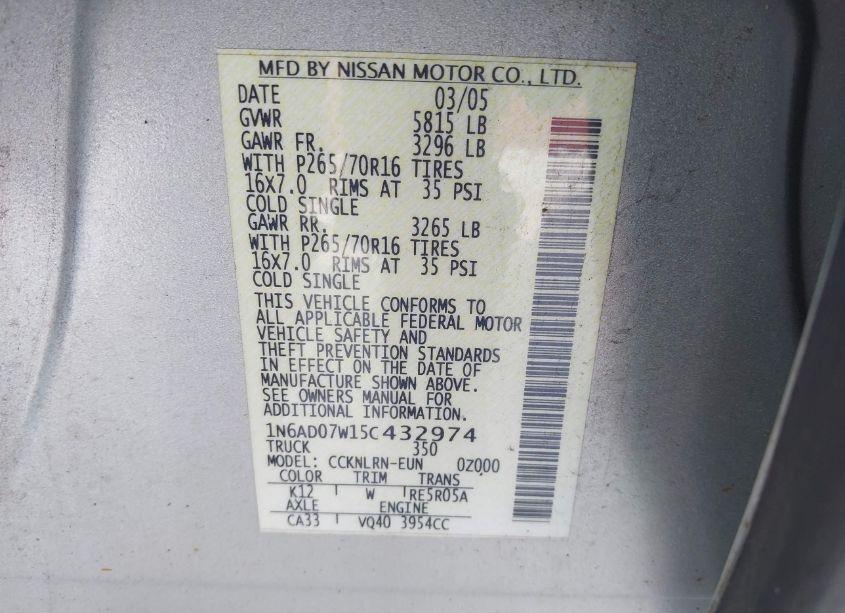 MFD BY NISSAN MOTOR CO., LTD.
DATE 03/05
GVWR 5815 LB
GAWR FR. 3296 LB
WITH P265/70R16 TIRES
16X7.0 RIMS AT 35 PSI
COLD SINGLE
GAWR RR. 3265 LB
WITH P265/70R16 TIRES
16X7.0 RIMS AT 35 PSI
COLD SINGLE
THIS VEHICLE CONFORMS TO
ALL APPLICABLE FEDERAL MOTOR
VEHICLE SAFETY AND
THEFT PREVENTION STANDARDS
IN EFFECT ON THE DATE OF
MANUFACTURE SHOWN ABOVE.
SEE OWNERS MANUAL FOR
ADDITIONAL INFORMATION.
1N6AD07W15C432974
TRUCK 350
MODEL: CCKNLRN-EUN 0Z000
COLOR TRIM TRANS
K12 W RE5R05A
AXLE ENGINE
CA33 VQ40 3954CC